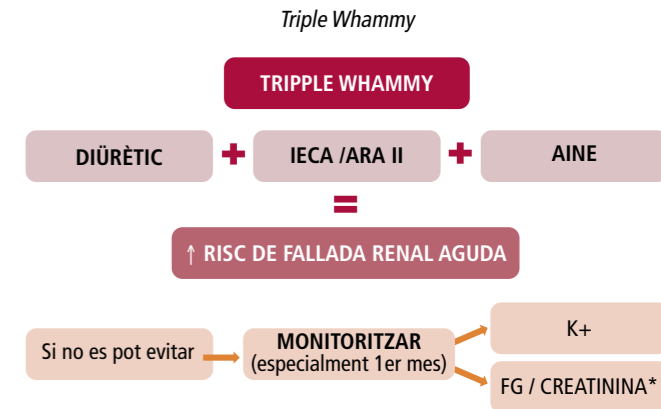 Triple Whammy
TRIPPLE WHAMMY
DIÜRÈTIC + IECA /ARA II + AINE
=
↑ RISC DE FALLADA RENAL AGUDA
Si no es pot evitar
MONITORITZAR
(especialment 1er mes)
K+
FG / CREATININA*